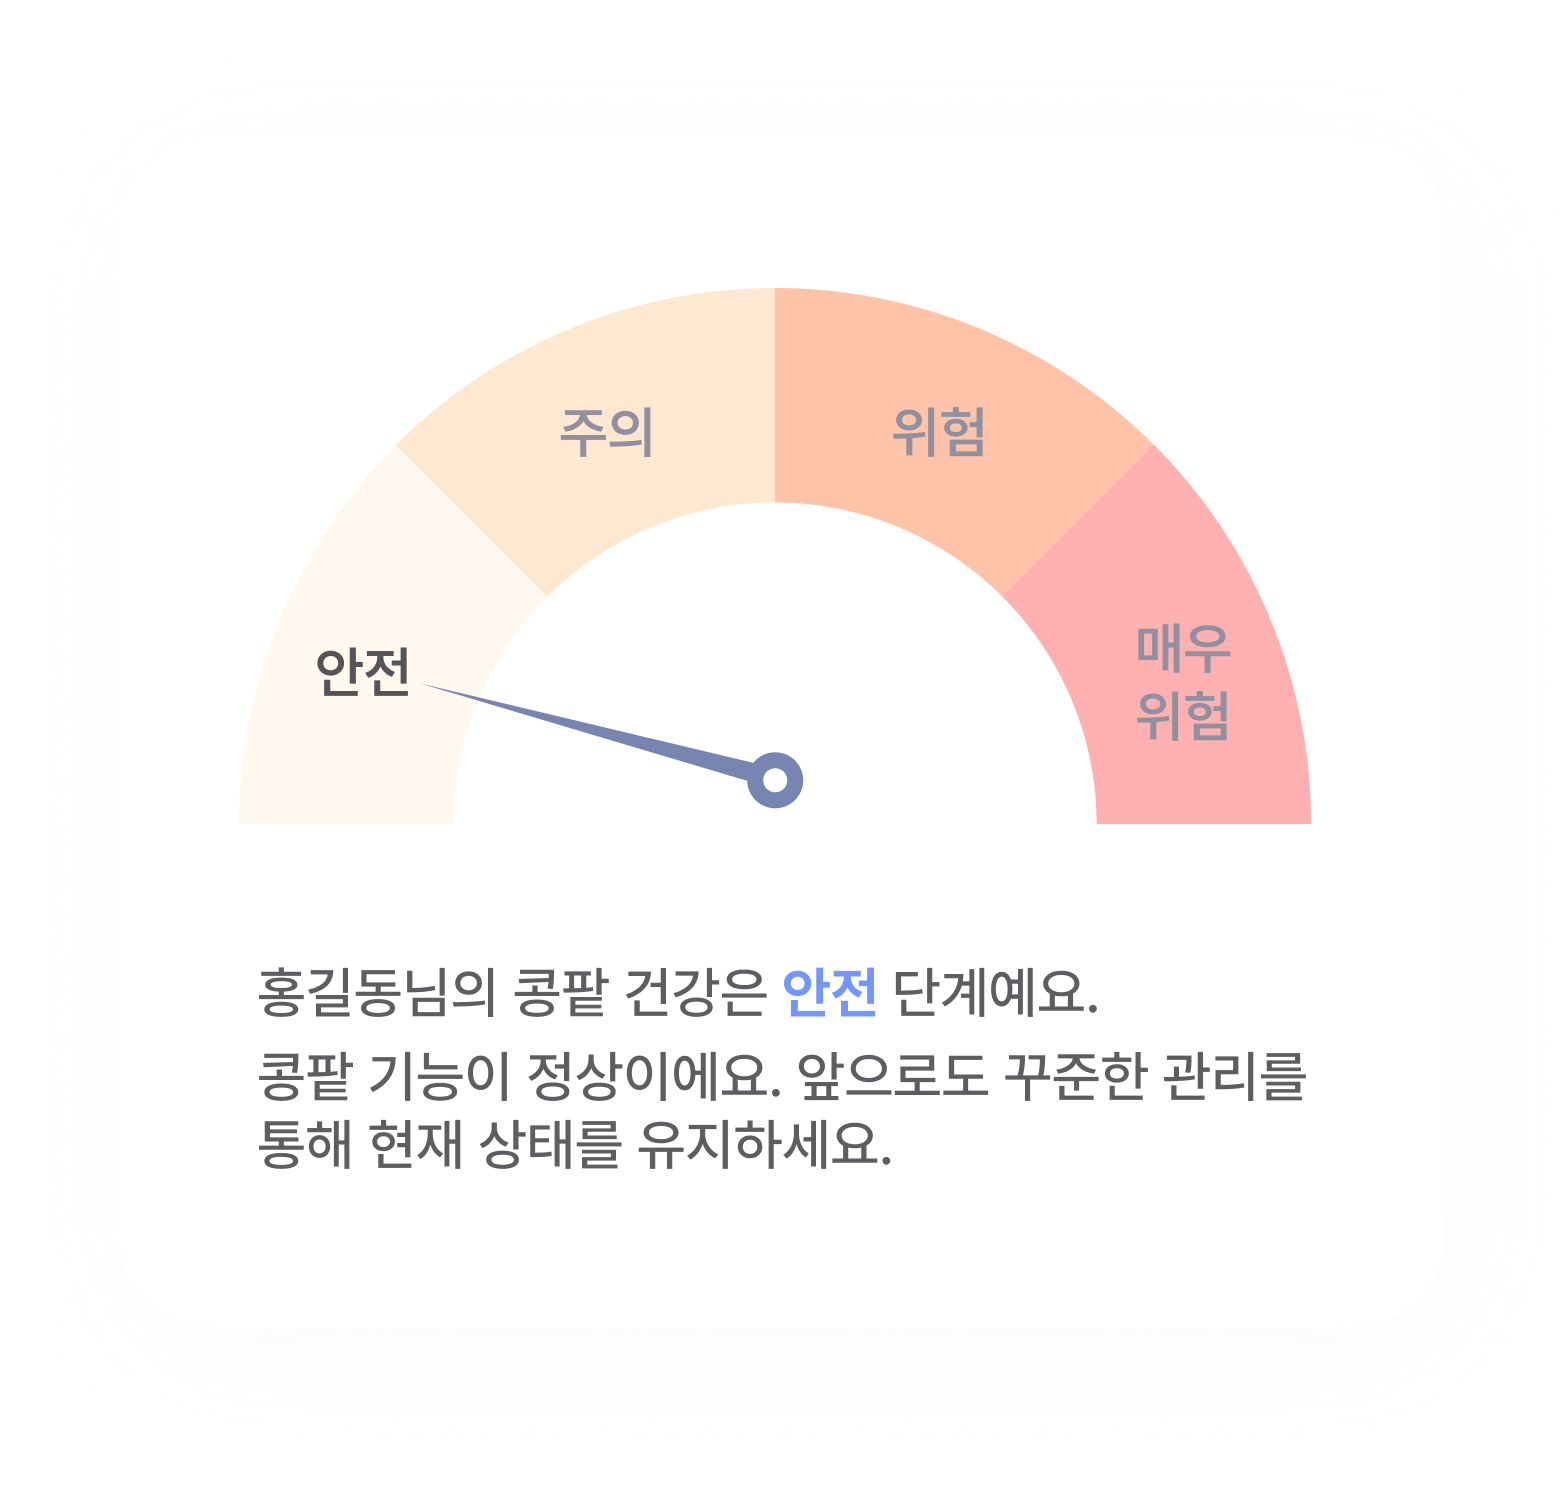 주의
위험
안전
매우
위험
홍길동님의 콩팥 건강은 안전 단계예요.
콩팥 기능이 정상이에요. 앞으로도 꾸준한 관리를
통해 현재 상태를 유지하세요.